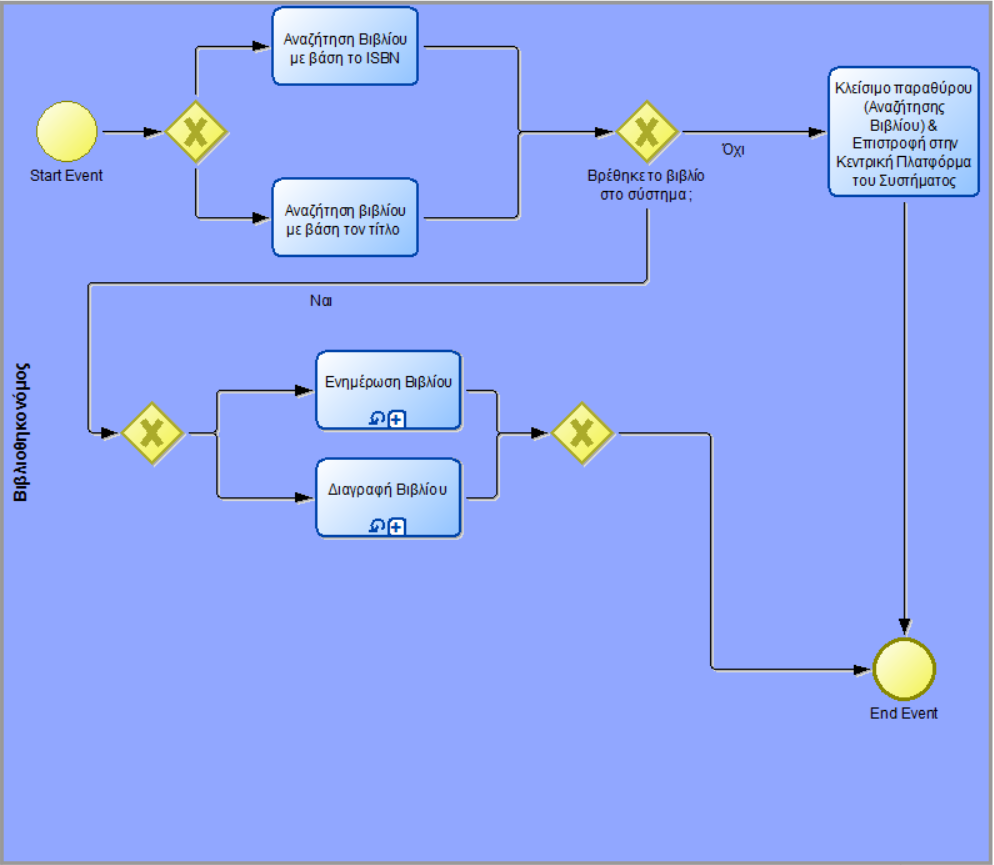 Αναζήτηση Βιβλίου
με βάση το ISBN
Start Event
Αναζήτηση βιβλίου
με βάση τον τίτλο
Βρέθηκε το βιβλίο
στο σύστημα;
Όχι
Κλείσιμο παραθύρου
(Αναζήτησης
Βιβλίου) &
Επιστροφή στην
Κεντρική Πλατφόρμα
του Συστήματος
Ναι
Βιβλιοθηκονόμος
Ενημέρωση Βιβλίου
Διαγραφή Βιβλίου
End Event